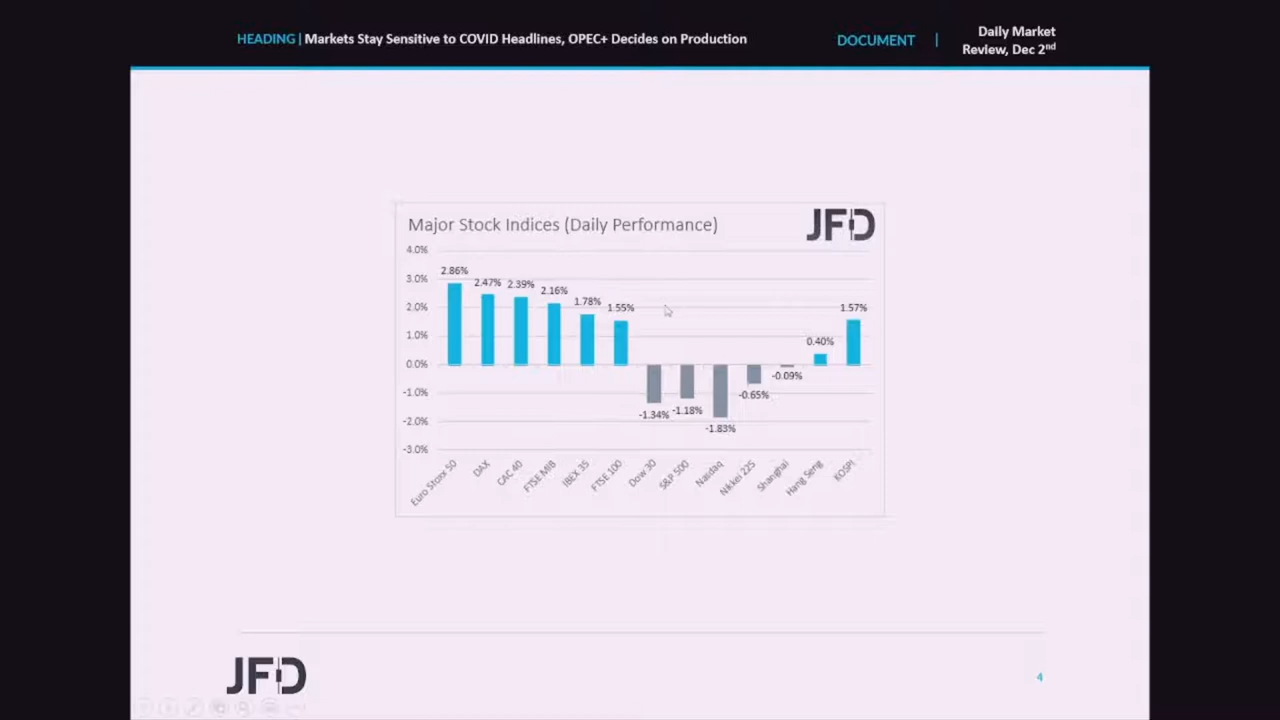 HEADING | Markets Stay Sensitive to COVID Headlines, OPEC+ Decides on Production
DOCUMENT |
Daily Market
Review, Dec 2nd
Major Stock Indices (Daily Performance)
JFD
4.0%
3.0%
2.0%
1.0%
0.0%
-1.0%
-2.0%
-3.0%
2.86%
2.47%
2.39%
2.16%
1.78%
1.55%
-1.34%
-1.18%
-1.83%
-0.65%
-0.09%
0.40%
1.57%
Euro Stoxx 50
DAX
CAC 40
FTSE MIB
IBEX 35
FTSE 100
Dow 30
S&P 500
Nasdaq
Nikkei 225
Shanghai
Hang Seng
KOSPI
JFD
4